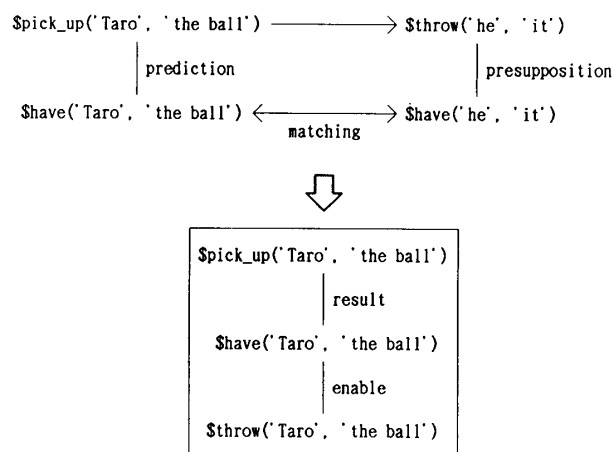 $pick_up('Taro', 'the ball') $throw('he', 'it')
prediction presupposition
$have('Taro', 'the ball') $have('he', 'it')
matching
$pick_up('Taro', 'the ball')
result
$have('Taro', 'the ball')
enable
$throw('Taro', 'the ball')